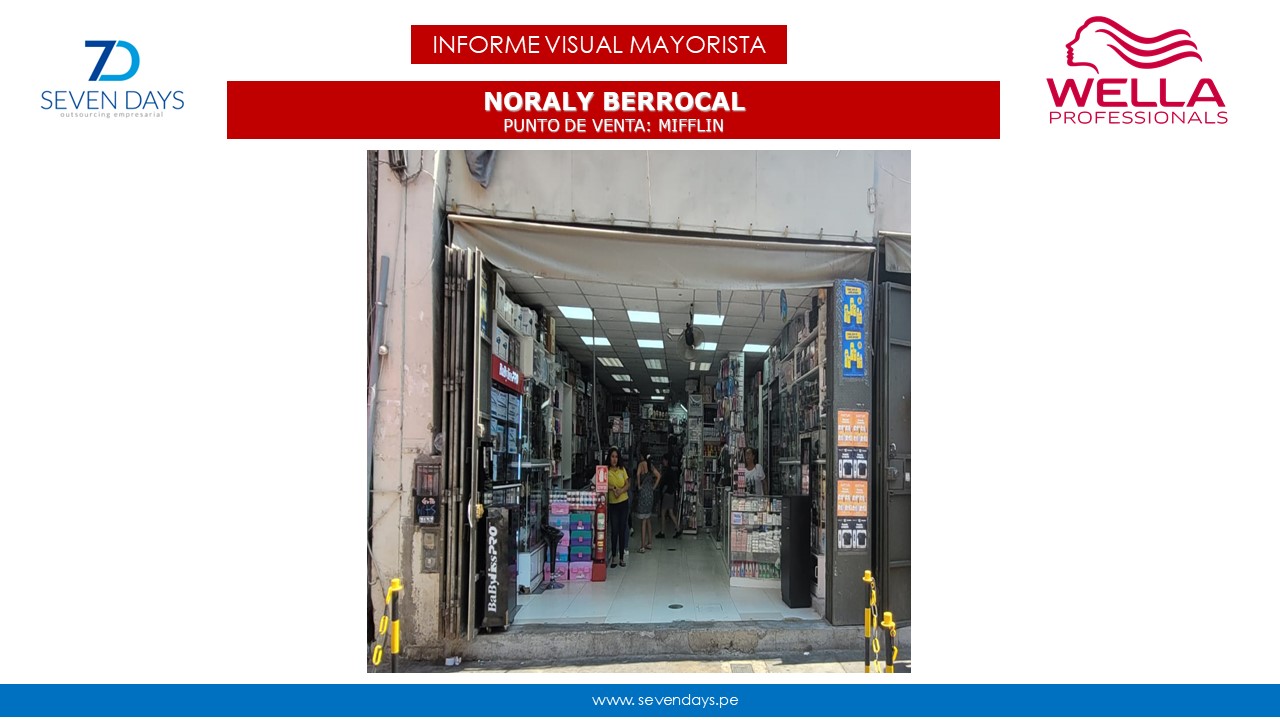 INFORME VISUAL MAYORISTA
7D
SEVEN DAYS
outsourcing empresarial
WELLA
PROFESSIONALS
NORALY BERROCAL
PUNTO DE VENTA: MIFFLIN
BaBylissPRO
BaBylissPRO
www.sevendays.pe